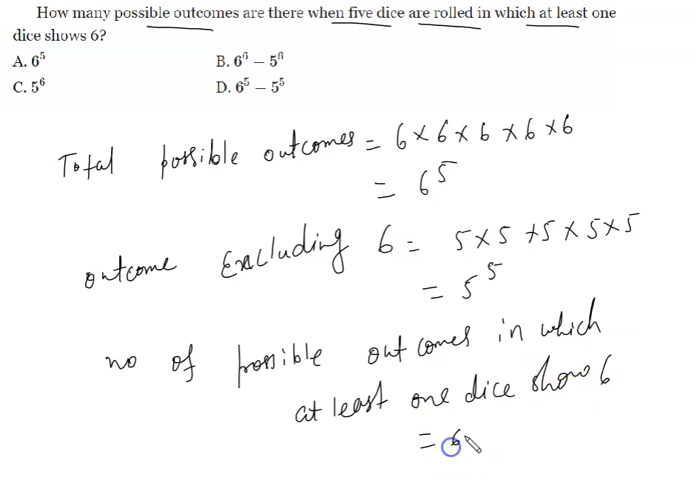 How many possible outcomes are there when five dice are rolled in which at least one
dice shows 6?
A. 6⁵ B. 6⁶ – 5⁶
C. 5⁶ D. 6⁵ – 5⁵
Total possible outcomes = 6 × 6 × 6 × 6 × 6
= 6⁵
outcome Excluding 6 = 5 × 5 × 5 × 5 × 5
= 5⁵
no of possible outcomes in which
at least one dice show 6
= 6